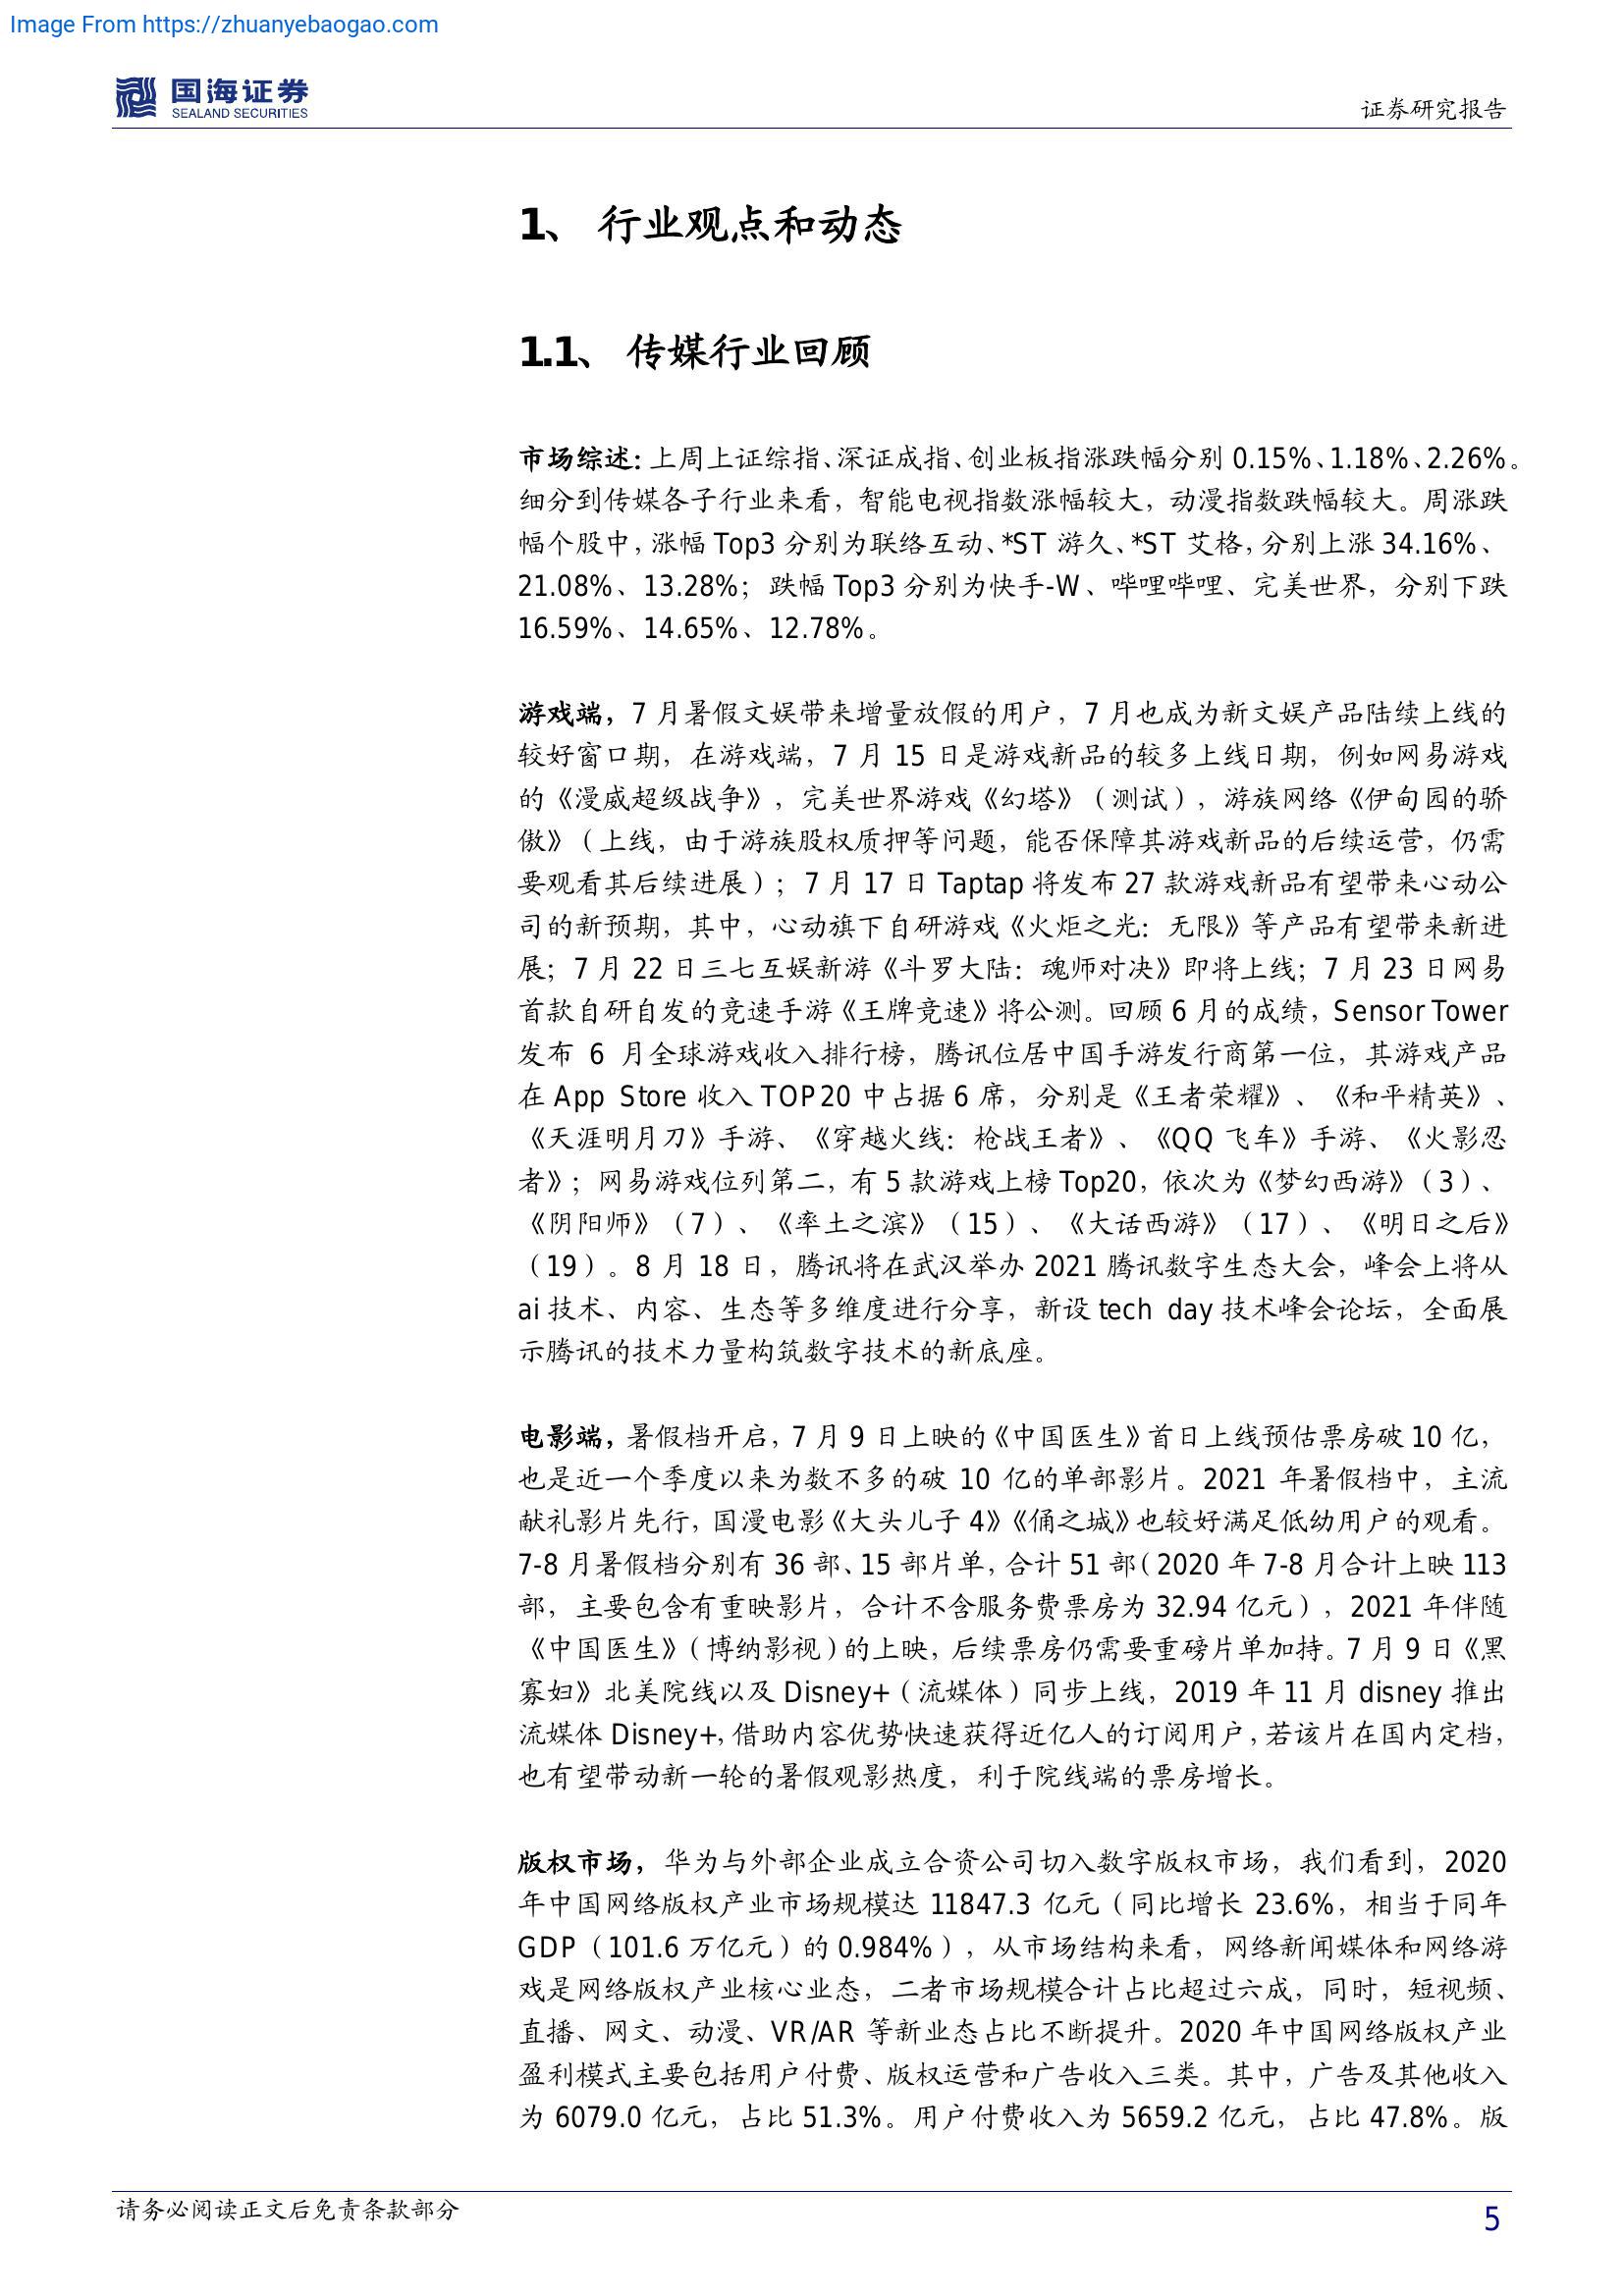 Image From https://zhuanyebaogao.com
国海证券
SEALAND SECURITIES
证券研究报告
1、 行业观点和动态
1.1、 传媒行业回顾
市场综述：上周上证综指、深证成指、创业板指涨跌幅分别 0.15%、1.18%、2.26%。
细分到传媒各子行业来看，智能电视指数涨幅较大，动漫指数跌幅较大。周涨跌
幅个股中，涨幅 Top3 分别为联络互动、*ST 游久、*ST 艾格，分别上涨 34.16%、
21.08%、13.28%；跌幅 Top3 分别为快手-W、哔哩哔哩、完美世界，分别下跌
16.59%、14.65%、12.78%。
游戏端，7 月暑假文娱带来增量放假的用户，7 月也成为新文娱产品陆续上线的
较好窗口期，在游戏端，7 月 15 日是游戏新品的较多上线日期，例如网易游戏
的《漫威超级战争》，完美世界游戏《幻塔》（测试），游族网络《伊甸园的骄
傲》（上线，由于游族股权质押等问题，能否保障其游戏新品的后续运营，仍需
要观看其后续进展）；7 月 17 日 Taptap 将发布 27 款游戏新品有望带来心动公
司的新预期，其中，心动旗下自研游戏《火炬之光：无限》等产品有望带来新进
展；7 月 22 日三七互娱新游《斗罗大陆：魂师对决》即将上线；7 月 23 日网易
首款自研自发的竞速手游《王牌竞速》将公测。回顾 6 月的成绩，Sensor Tower
发布 6 月全球游戏收入排行榜，腾讯位居中国手游发行商第一位，其游戏产品
在 App Store 收入 TOP20 中占据 6 席，分别是《王者荣耀》、《和平精英》、
《天涯明月刀》手游、《穿越火线：枪战王者》、《QQ 飞车》手游、《火影忍
者》；网易游戏位列第二，有 5 款游戏上榜 Top20，依次为《梦幻西游》（3）、
《阴阳师》（7）、《率土之滨》（15）、《大话西游》（17）、《明日之后》
（19）。8 月 18 日，腾讯将在武汉举办 2021 腾讯数字生态大会，峰会上将从
ai 技术、内容、生态等多维度进行分享，新设 tech day 技术峰会论坛，全面展
示腾讯的技术力量构筑数字技术的新底座。
电影端，暑假档开启，7 月 9 日上映的《中国医生》首日上线预估票房破 10 亿，
也是近一个季度以来为数不多的破 10 亿的单部影片。2021 年暑假档中，主流
献礼影片先行，国漫电影《大头儿子 4》《俑之城》也较好满足低幼用户的观看。
7-8 月暑假档分别有 36 部、15 部片单，合计 51 部（2020 年 7-8 月合计上映 113
部，主要包含有重映影片，合计不含服务费票房为 32.94 亿元），2021 年伴随
《中国医生》（博纳影视）的上映，后续票房仍需要重磅片单加持。7 月 9 日《黑
寡妇》北美院线以及 Disney+（流媒体）同步上线，2019 年 11 月 disney 推出
流媒体 Disney+，借助内容优势快速获得近亿人的订阅用户，若该片在国内定档，
也有望带动新一轮的暑假观影热度，利于院线端的票房增长。
版权市场，华为与外部企业成立合资公司切入数字版权市场，我们看到，2020
年中国网络版权产业市场规模达 11847.3 亿元（同比增长 23.6%，相当于同年
GDP（101.6 万亿元）的 0.984%），从市场结构来看，网络新闻媒体和网络游
戏是网络版权产业核心业态，二者市场规模合计占比超过六成，同时，短视频、
直播、网文、动漫、VR/AR 等新业态占比不断提升。2020 年中国网络版权产业
盈利模式主要包括用户付费、版权运营和广告收入三类。其中，广告及其他收入
为 6079.0 亿元，占比 51.3%。用户付费收入为 5659.2 亿元，占比 47.8%。版
请务必阅读正文后免责条款部分
5